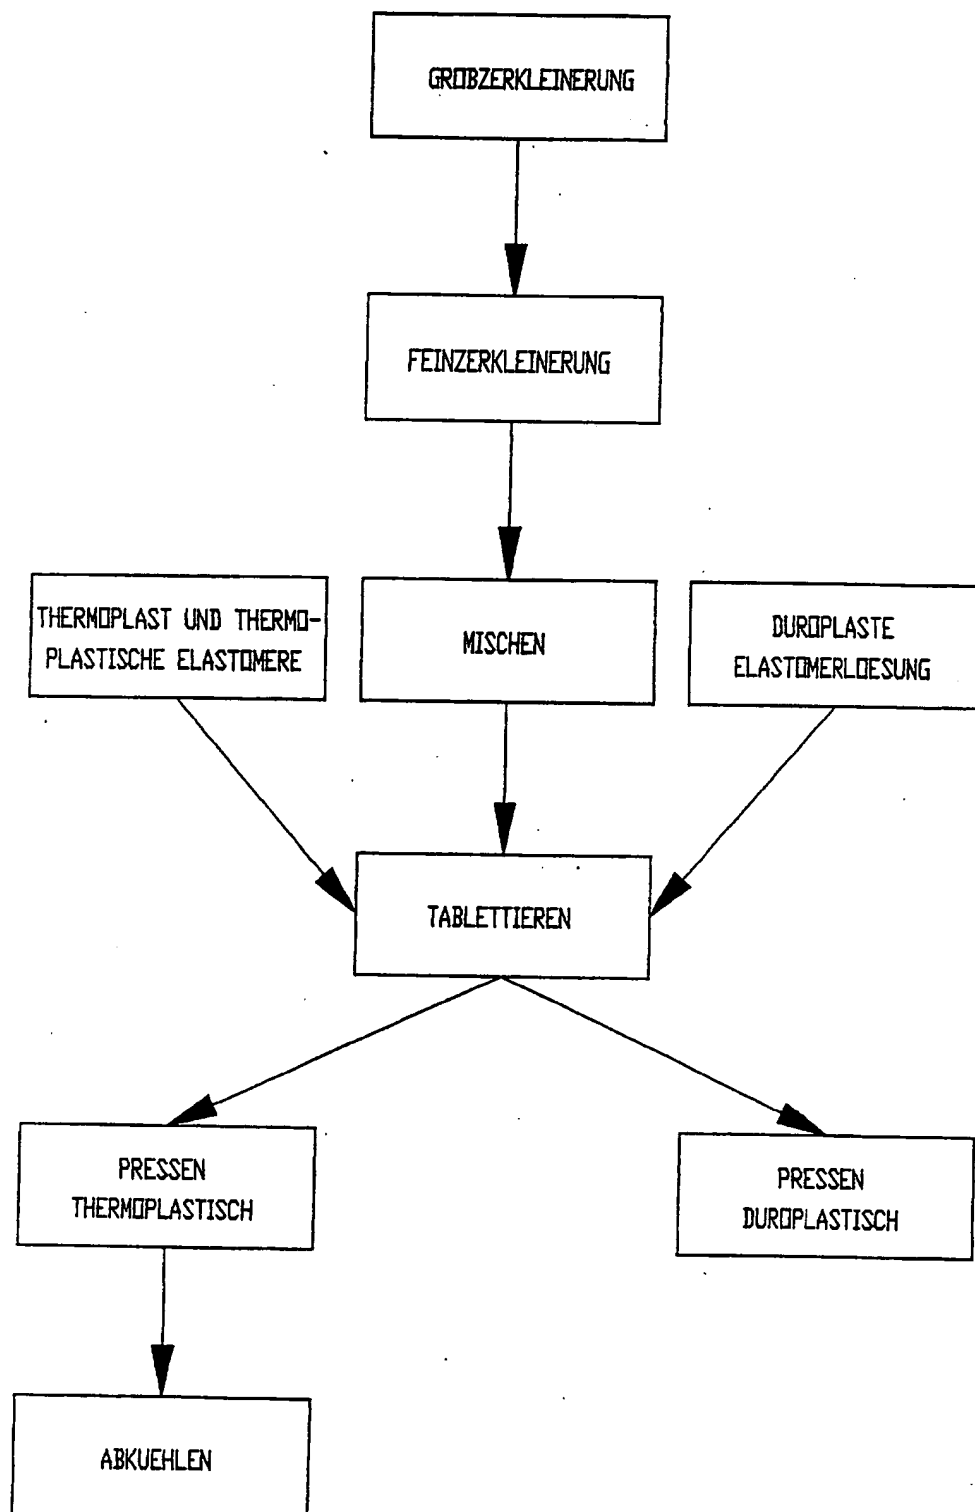 GROBZERKLEINERUNG
FEINZERKLEINERUNG
THERMOPLAST UND THERMO-
PLASTISCHE ELASTOMERE
MISCHEN
DUROPLASTE
ELASTOMERLOESUNG
TABLETTIEREN
PRESSEN
THERMOPLASTISCH
PRESSEN
DUROPLASTISCH
ABKUEHLEN